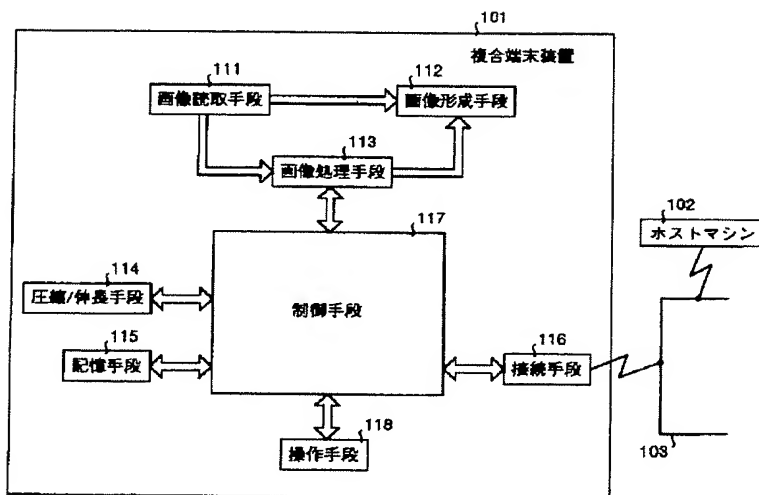 101
複合端末装置
111
画像読取手段
112
画像形成手段
113
画像処理手段
117
102
ホストマシン
114
圧縮/伸長手段
制御手段
115
記憶手段
116
接続手段
118
操作手段
103